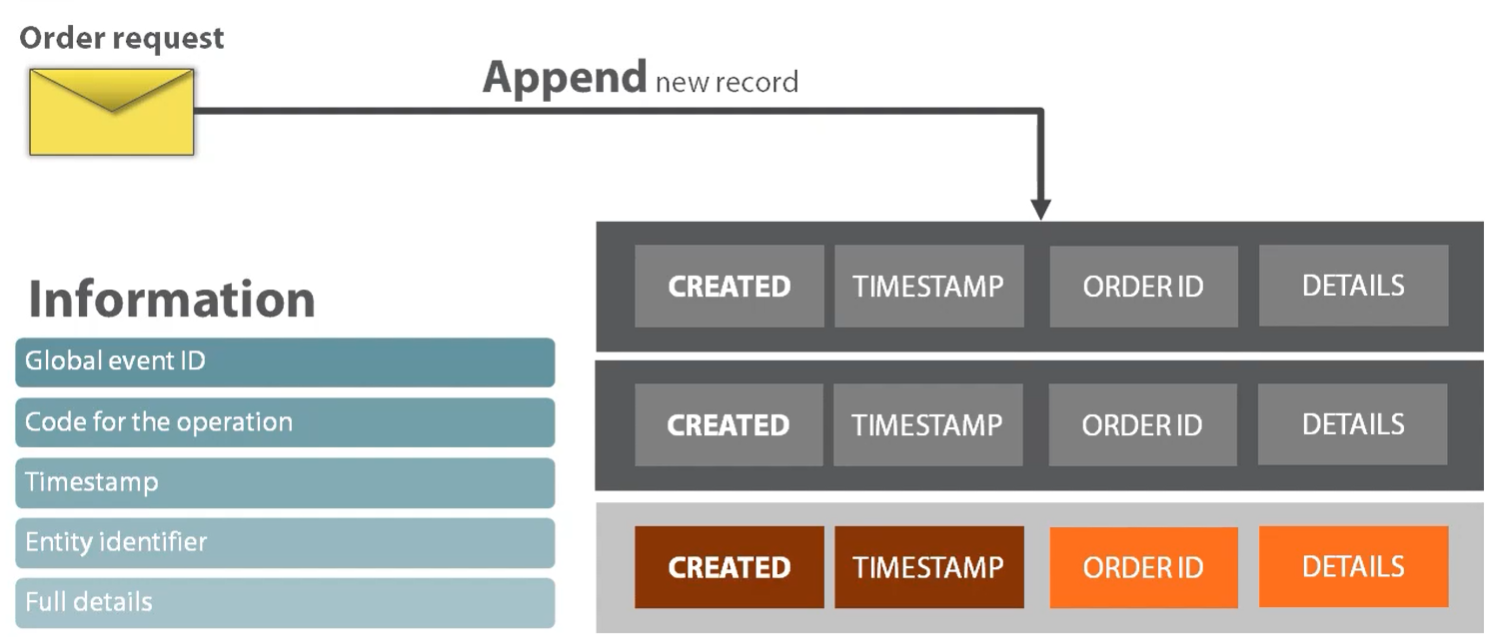 Order request
Append new record
Information
Global event ID
Code for the operation
Timestamp
Entity identifier
Full details
CREATED TIMESTAMP ORDER ID DETAILS
CREATED TIMESTAMP ORDER ID DETAILS
CREATED TIMESTAMP ORDER ID DETAILS